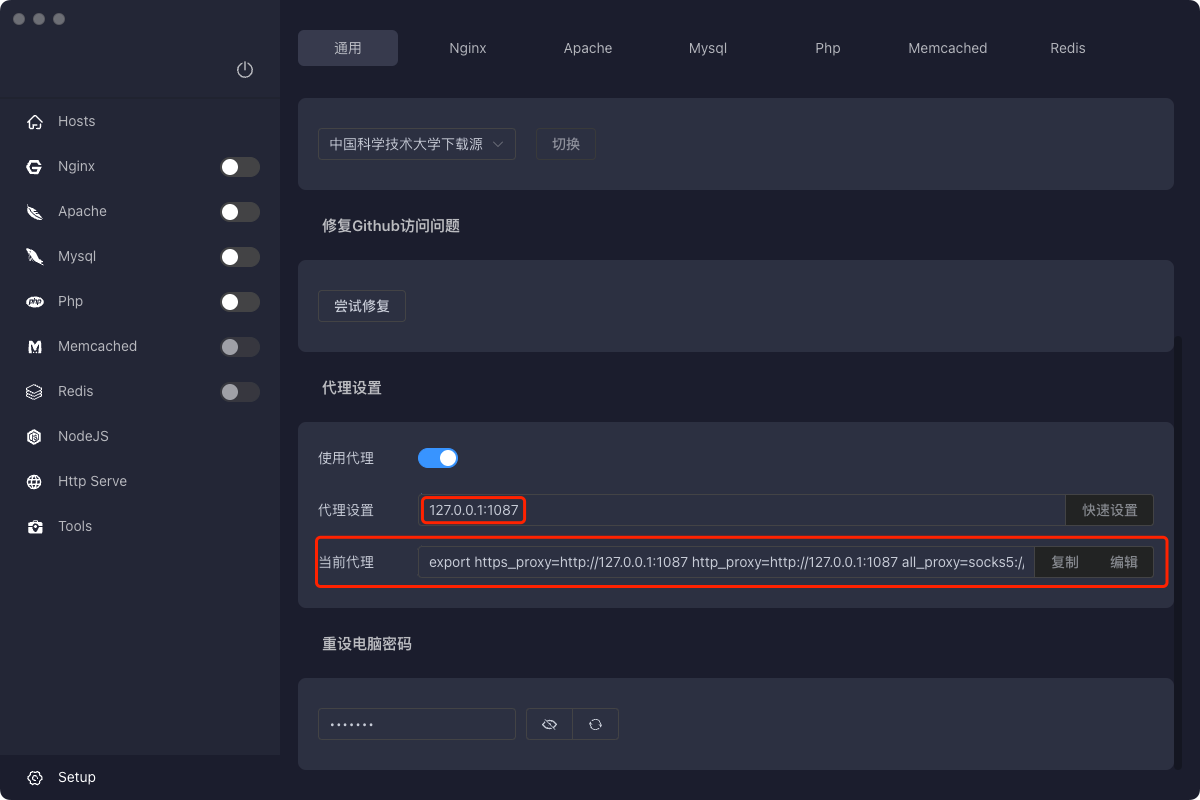 通用
Nginx
Apache
Mysql
Php
Memcached
Redis
Hosts
Nginx
Apache
Mysql
Php
Memcached
Redis
NodeJS
Http Serve
Tools
Setup
中国科学技术大学下载源
切换
修复Github访问问题
尝试修复
代理设置
使用代理
代理设置
127.0.0.1:1087
快速设置
当前代理
export https_proxy=http://127.0.0.1:1087 http_proxy=http://127.0.0.1:1087 all_proxy=socks5:/
复制
编辑
重设电脑密码